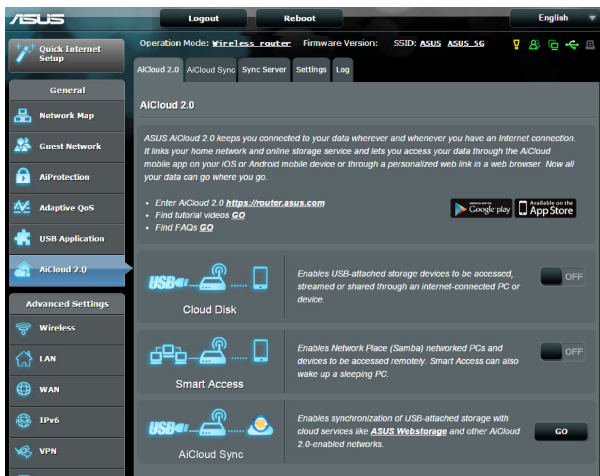 ASUS
Logout
Reboot
English
Quick Internet
Setup
Operation Mode: Wireless router Firmware Version: SSID: ASUS ASUS_5G
AiCloud 2.0
AiCloud Sync
Sync Server
Settings
Log
General
Network Map
Guest Network
AiProtection
Adaptive QoS
USB Application
AiCloud 2.0
Advanced Settings
Wireless
LAN
WAN
IPv6
VPN
AiCloud 2.0
ASUS AiCloud 2.0 keeps you connected to your data wherever and whenever you have an Internet connection.
It links your home network and online storage service and lets you access your data through the AiCloud
mobile app on your iOS or Android mobile device or through a personalized web link in a web browser. Now all
your data can go where you go.
• Enter AiCloud 2.0 https://router.asus.com
• Find tutorial videos GO
• Find FAQs GO
Google play
Available on the
App Store
USB
Cloud Disk
Enables USB-attached storage devices to be accessed,
streamed or shared through an internet-connected PC or
device.
OFF
Smart Access
Enables Network Place (Samba) networked PCs and
devices to be accessed remotely. Smart Access can also
wake up a sleeping PC.
OFF
USB
AiCloud Sync
Enables synchronization of USB-attached storage with
cloud services like ASUS Webstorage and other AiCloud
2.0-enabled networks.
GO